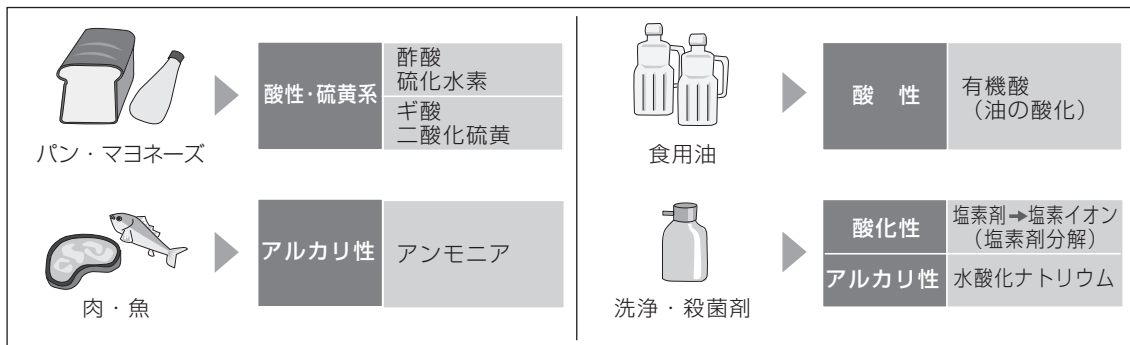 パン・マヨネーズ
酸性・硫黄系
酢酸
硫化水素
ギ酸
二酸化硫黄
肉・魚
アルカリ性
アンモニア
食用油
酸　性
有機酸
（油の酸化）
洗浄・殺菌剤
酸化性
塩素剤➡塩素イオン
（塩素剤分解）
アルカリ性
水酸化ナトリウム